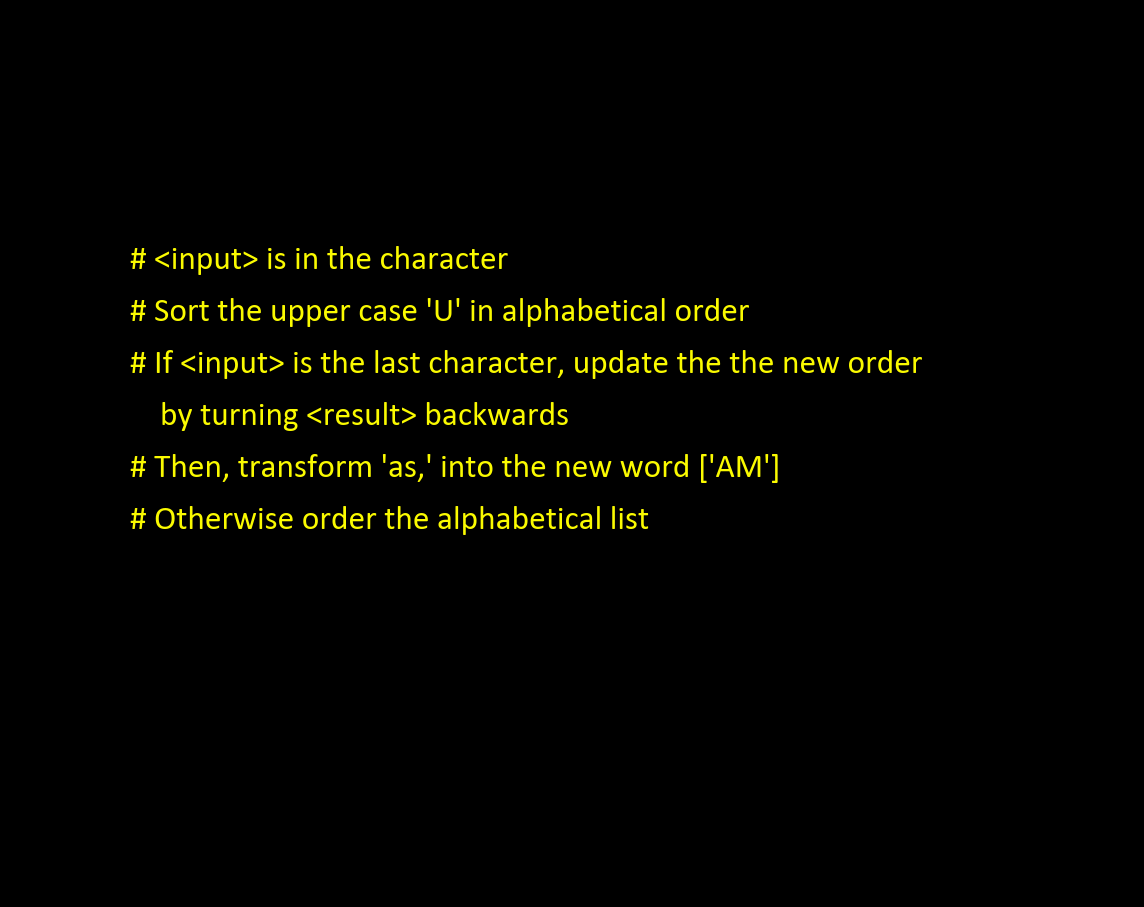 # <input> is in the character
# Sort the upper case 'U' in alphabetical order
# If <input> is the last character, update the the new order
by turning <result> backwards
# Then, transform 'as,' into the new word ['AM']
# Otherwise order the alphabetical list